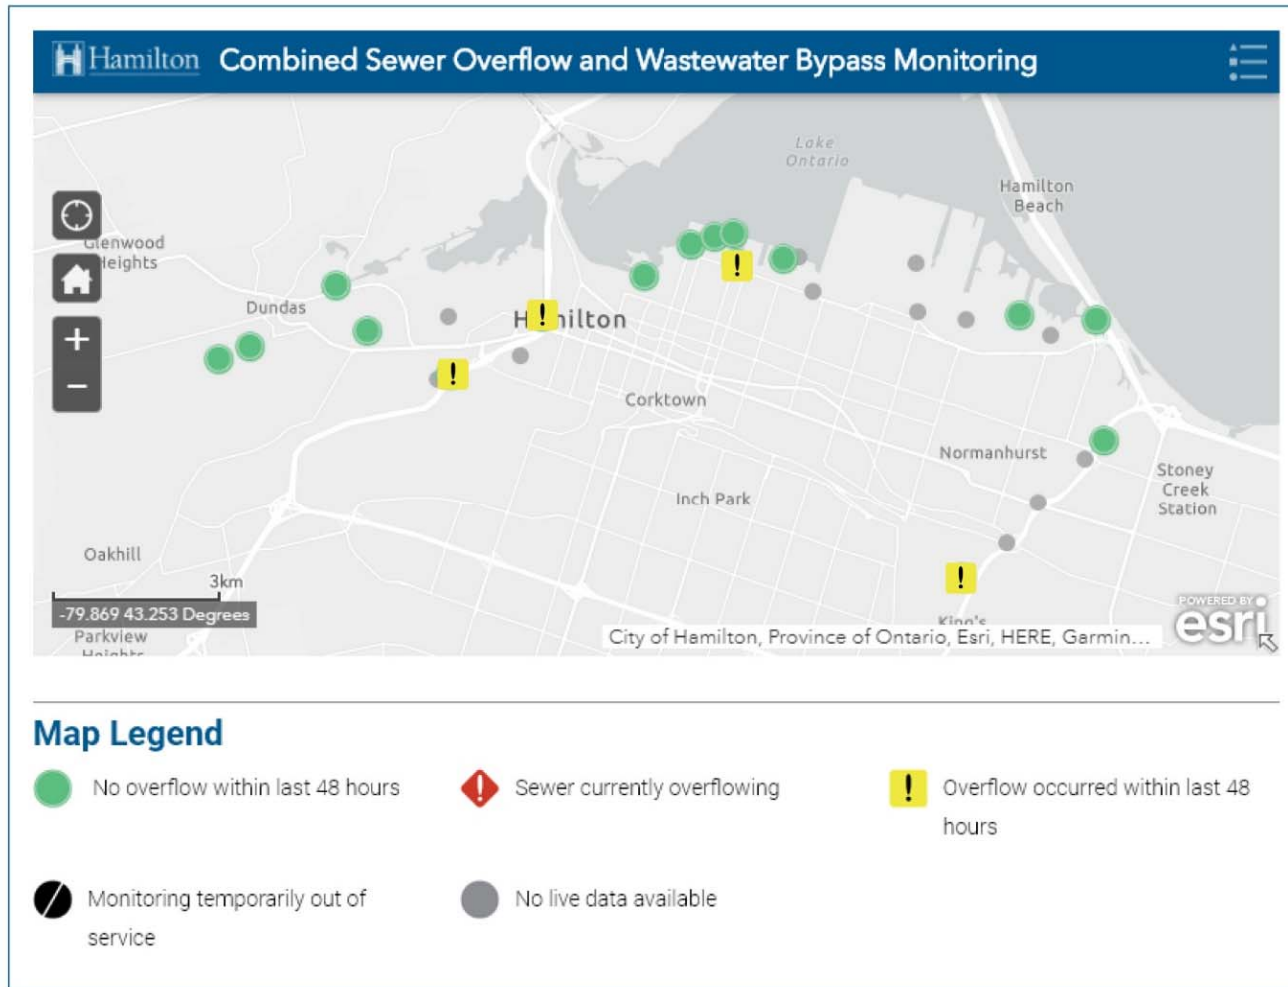 Hamilton Combined Sewer Overflow and Wastewater Bypass Monitoring
Lake
Ontario
Hamilton
Beach
Glenwood
Heights
Dundas
Hamilton
Corktown
Normanhurst
Stoney
Creek
Station
Inch Park
Oakhill
3km
-79.869 43.253 Degrees
Parkview
Heights
King's
City of Hamilton, Province of Ontario, Esri, HERE, Garmin...
POWERED BY
esri
Map Legend
No overflow within last 48 hours
Sewer currently overflowing
Overflow occurred within last 48
hours
Monitoring temporarily out of
service
No live data available